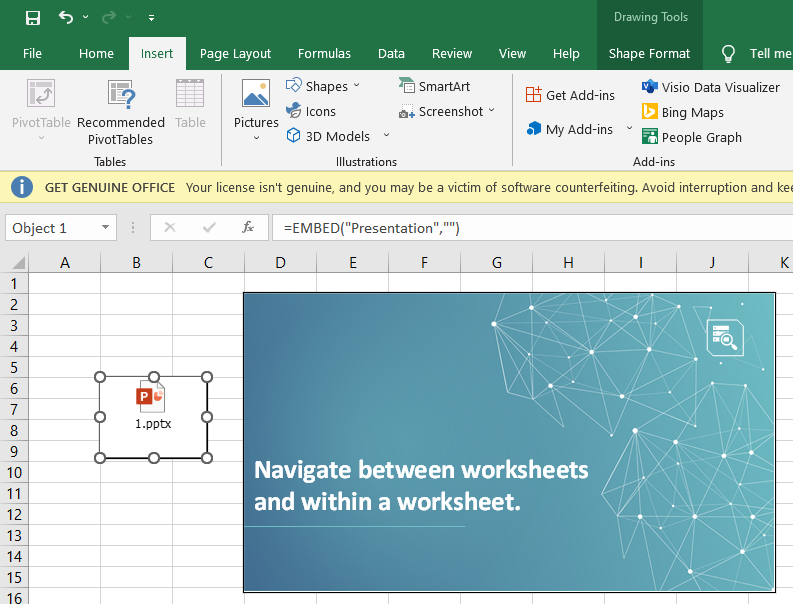 Drawing Tools
File Home Insert Page Layout Formulas Data Review View Help Shape Format Tell me
PivotTable
Recommended PivotTables
Table
Tables
Pictures
Shapes
Icons
3D Models
SmartArt
Screenshot
Illustrations
Get Add-ins
My Add-ins
Visio Data Visualizer
Bing Maps
People Graph
Add-ins
GET GENUINE OFFICE Your license isn't genuine, and you may be a victim of software counterfeiting. Avoid interruption and kee
Object 1 fx =EMBED("Presentation","")
A B C D E F G H I J K
1
2
3
4
5
6
7
8
9
10
11
12
13
14
15
16
P
1.pptx
Navigate between worksheets
and within a worksheet.